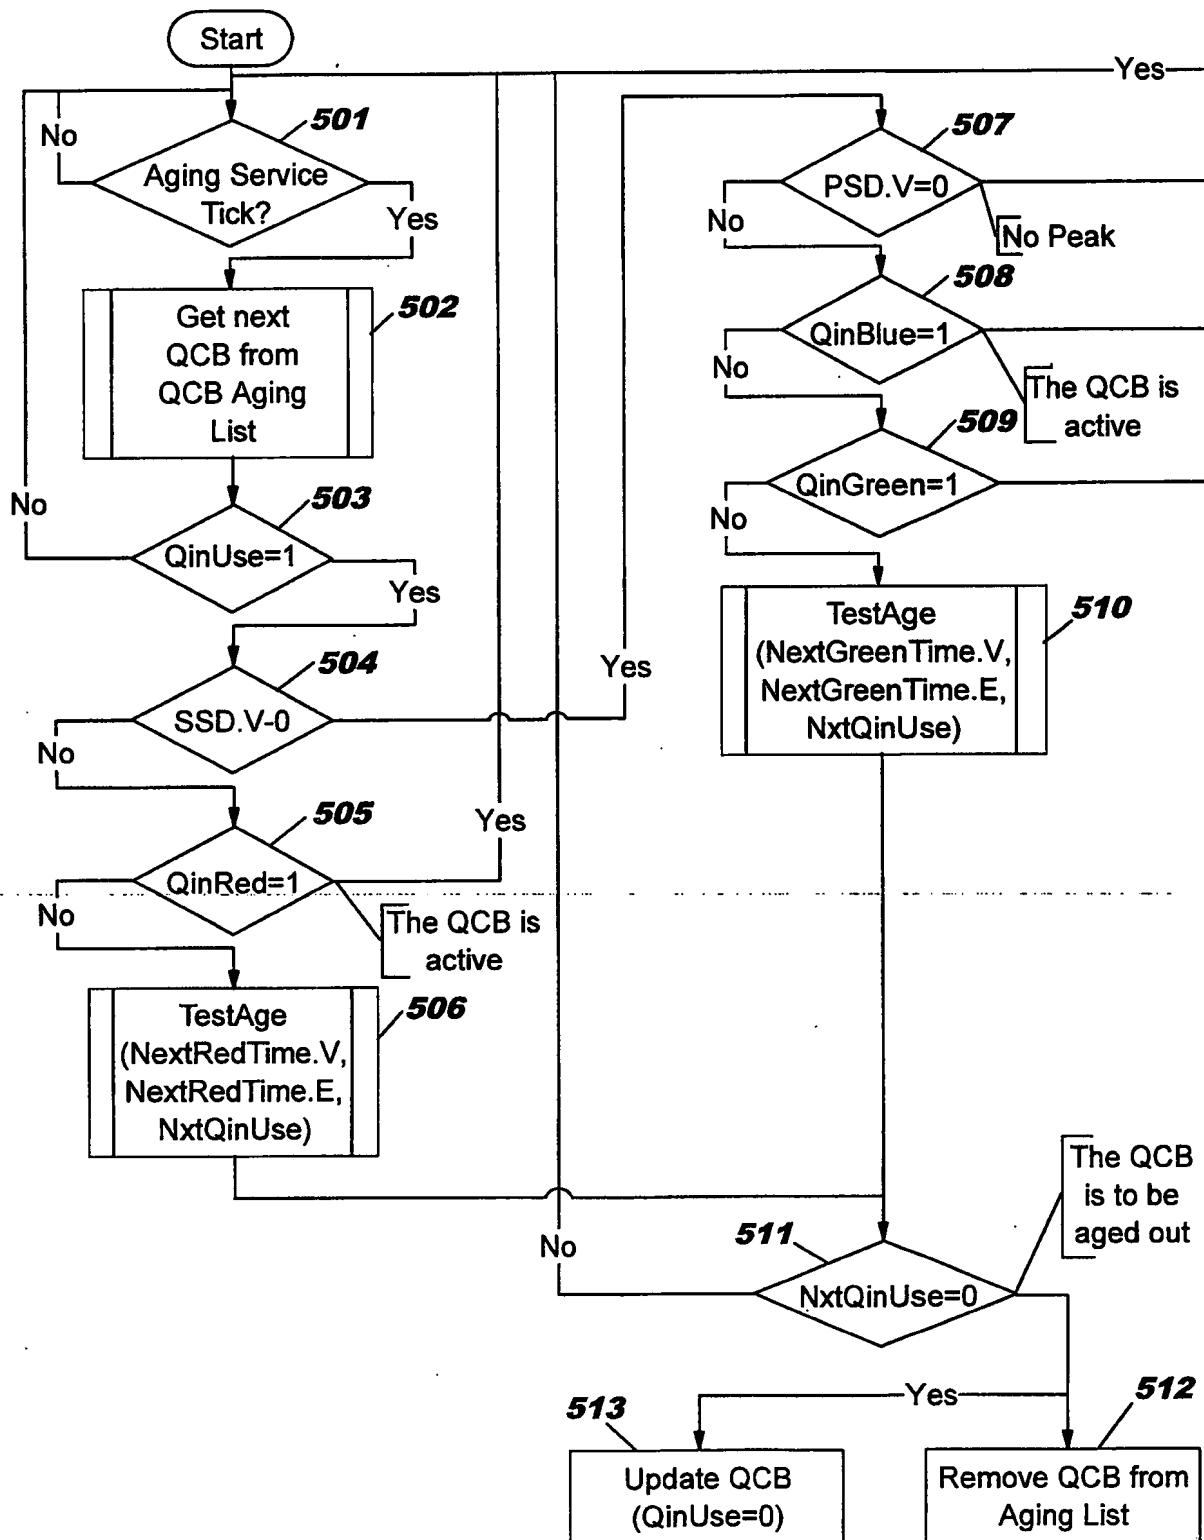 Start
Yes
501
No
Aging Service
Tick?
Yes
502
Get next
QCB from
QCB Aging
List
No
503
QinUse=1
Yes
504
SSD.V-0
No
Yes
505
QinRed=1
Yes
No
The QCB is
active
506
TestAge
(NextRedTime.V,
NextRedTime.E,
NxtQinUse)
507
PSD.V=0
No
No Peak
508
QinBlue=1
No
The QCB is
active
509
QinGreen=1
No
510
TestAge
(NextGreenTime.V,
NextGreenTime.E,
NxtQinUse)
The QCB
is to be
aged out
511
No
NxtQinUse=0
Yes
513
Update QCB
(QinUse=0)
512
Remove QCB from
Aging List